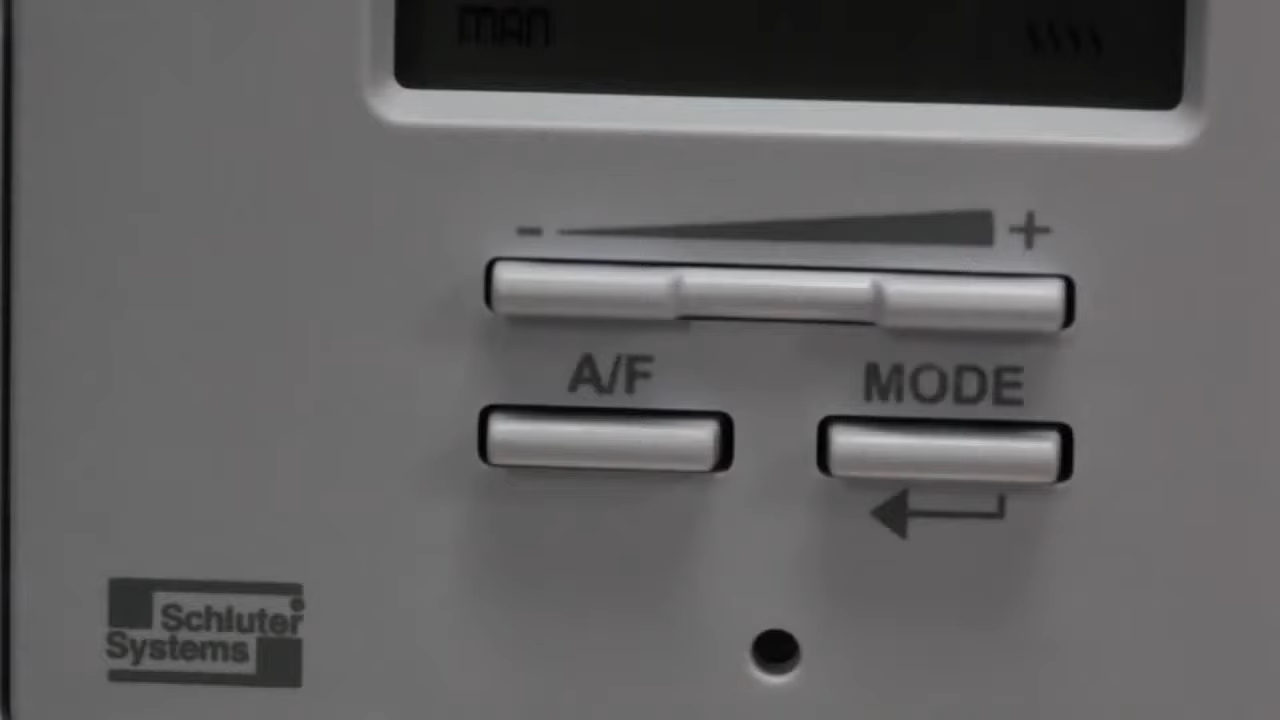 MAN
- +
A/F MODE
Schluter
Systems